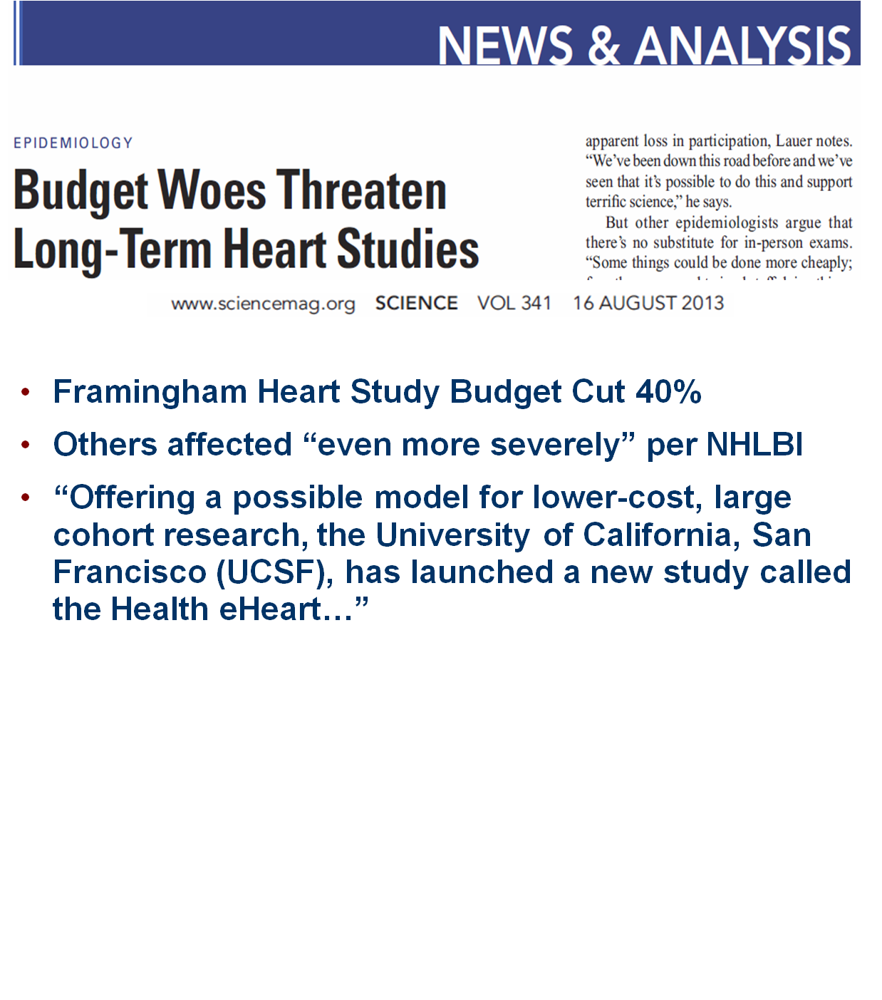 NEWS & ANALYSIS
EPIDEMIOLOGY
Budget Woes Threaten
Long-Term Heart Studies
apparent loss in participation, Lauer notes.
“We’ve been down this road before and we’ve
seen that it’s possible to do this and support
terrific science,” he says.
But other epidemiologists argue that
there’s no substitute for in-person exams.
“Some things could be done more cheaply;
www.sciencemag.org SCIENCE VOL 341 16 AUGUST 2013
• Framingham Heart Study Budget Cut 40%
• Others affected “even more severely” per NHLBI
• “Offering a possible model for lower-cost, large
cohort research, the University of California, San
Francisco (UCSF), has launched a new study called
the Health eHeart…”